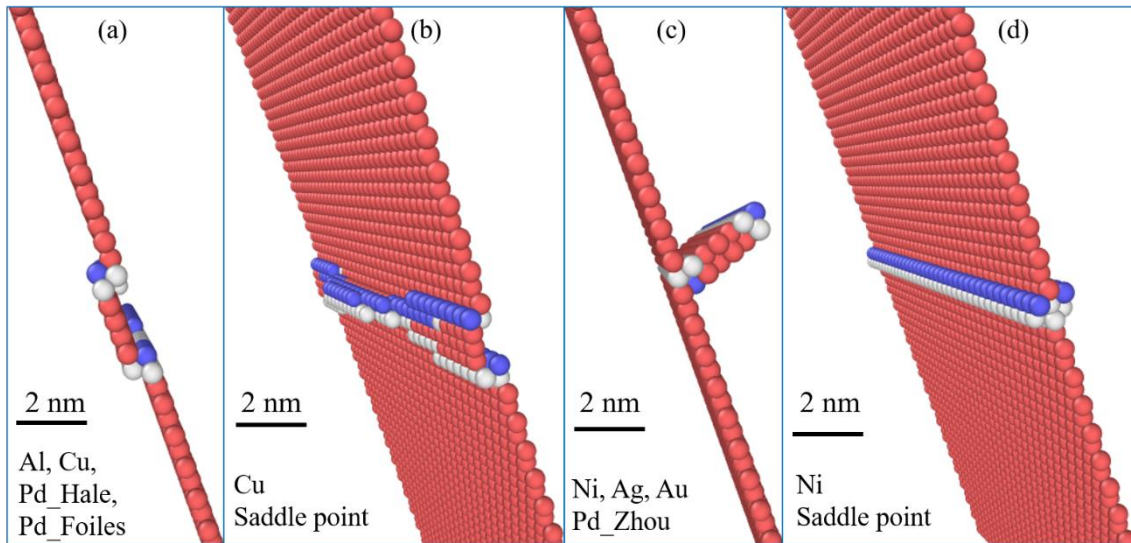 (a)
2 nm
Al, Cu,
Pd_Hale,
Pd_Foiles
(b)
2 nm
Cu
Saddle point
(c)
2 nm
Ni, Ag, Au
Pd_Zhou
(d)
2 nm
Ni
Saddle point